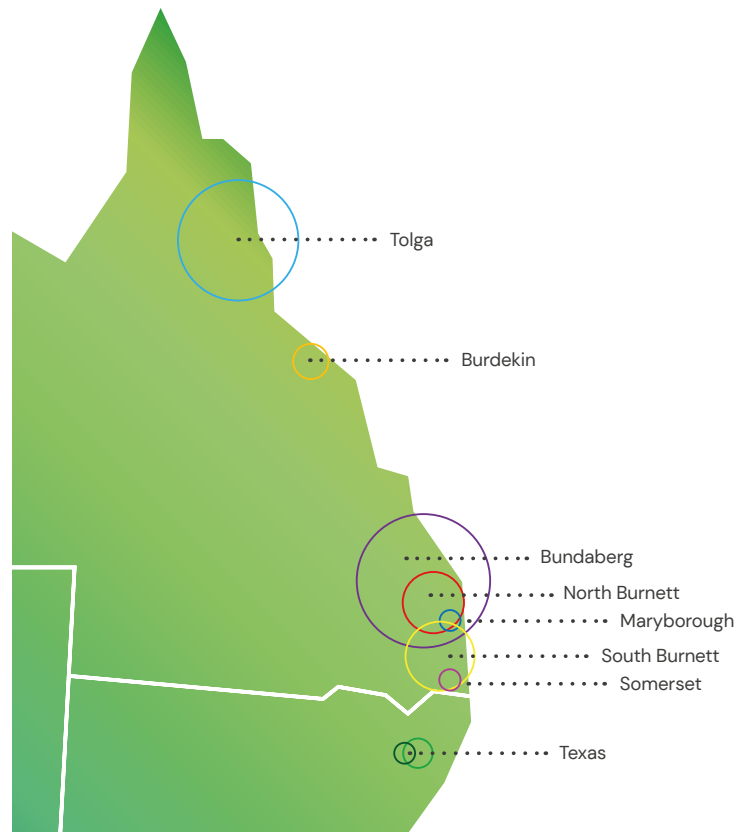 Tolga
Burdekin
Bundaberg
North Burnett
Maryborough
South Burnett
Somerset
Texas